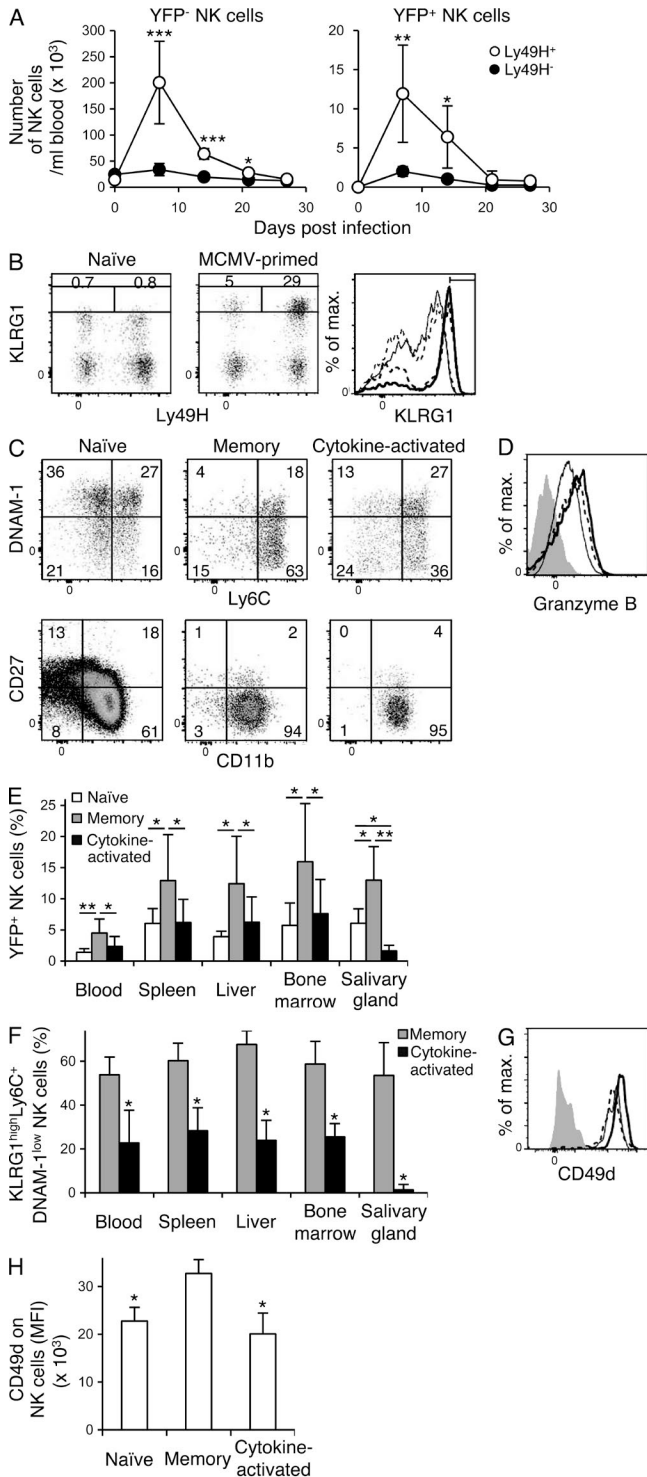 A
YFP- NK cells
YFP+ NK cells
Number of NK cells /ml blood (x 10³)
300
250
200
150
100
50
0
***
***
*
20
15
10
5
0
**
*
Ly49H+
Ly49H-
0 10 20 30
0 10 20 30
Days post infection
B
Naïve
MCMV-primed
0.7 0.8
5 29
KLRG1
0
0
0
Ly49H
% of max.
0
KLRG1
C
Naïve
Memory
Cytokine-activated
DNAM-1
36 27
21 16
4 18
15 63
13 27
24 36
0
0
0
Ly6C
D
% of max.
0
Granzyme B
CD27
13 18
8 61
1 2
3 94
0 4
1 95
0
0
0
CD11b
E
Naïve
Memory
Cytokine-activated
YFP+ NK cells (%)
25
20
15
10
5
0
** *
* *
* *
* *
*
* **
Blood
Spleen
Liver
Bone marrow
Salivary gland
F
KLRG1highLy6C+ DNAM-1low NK cells (%)
60
40
20
0
Memory
Cytokine-activated
* * * * *
Blood
Spleen
Liver
Bone marrow
Salivary gland
G
% of max.
0
CD49d
H
CD49d on NK cells (MFI) (x 10³)
30
20
10
0
* *
Naïve
Memory
Cytokine-activated